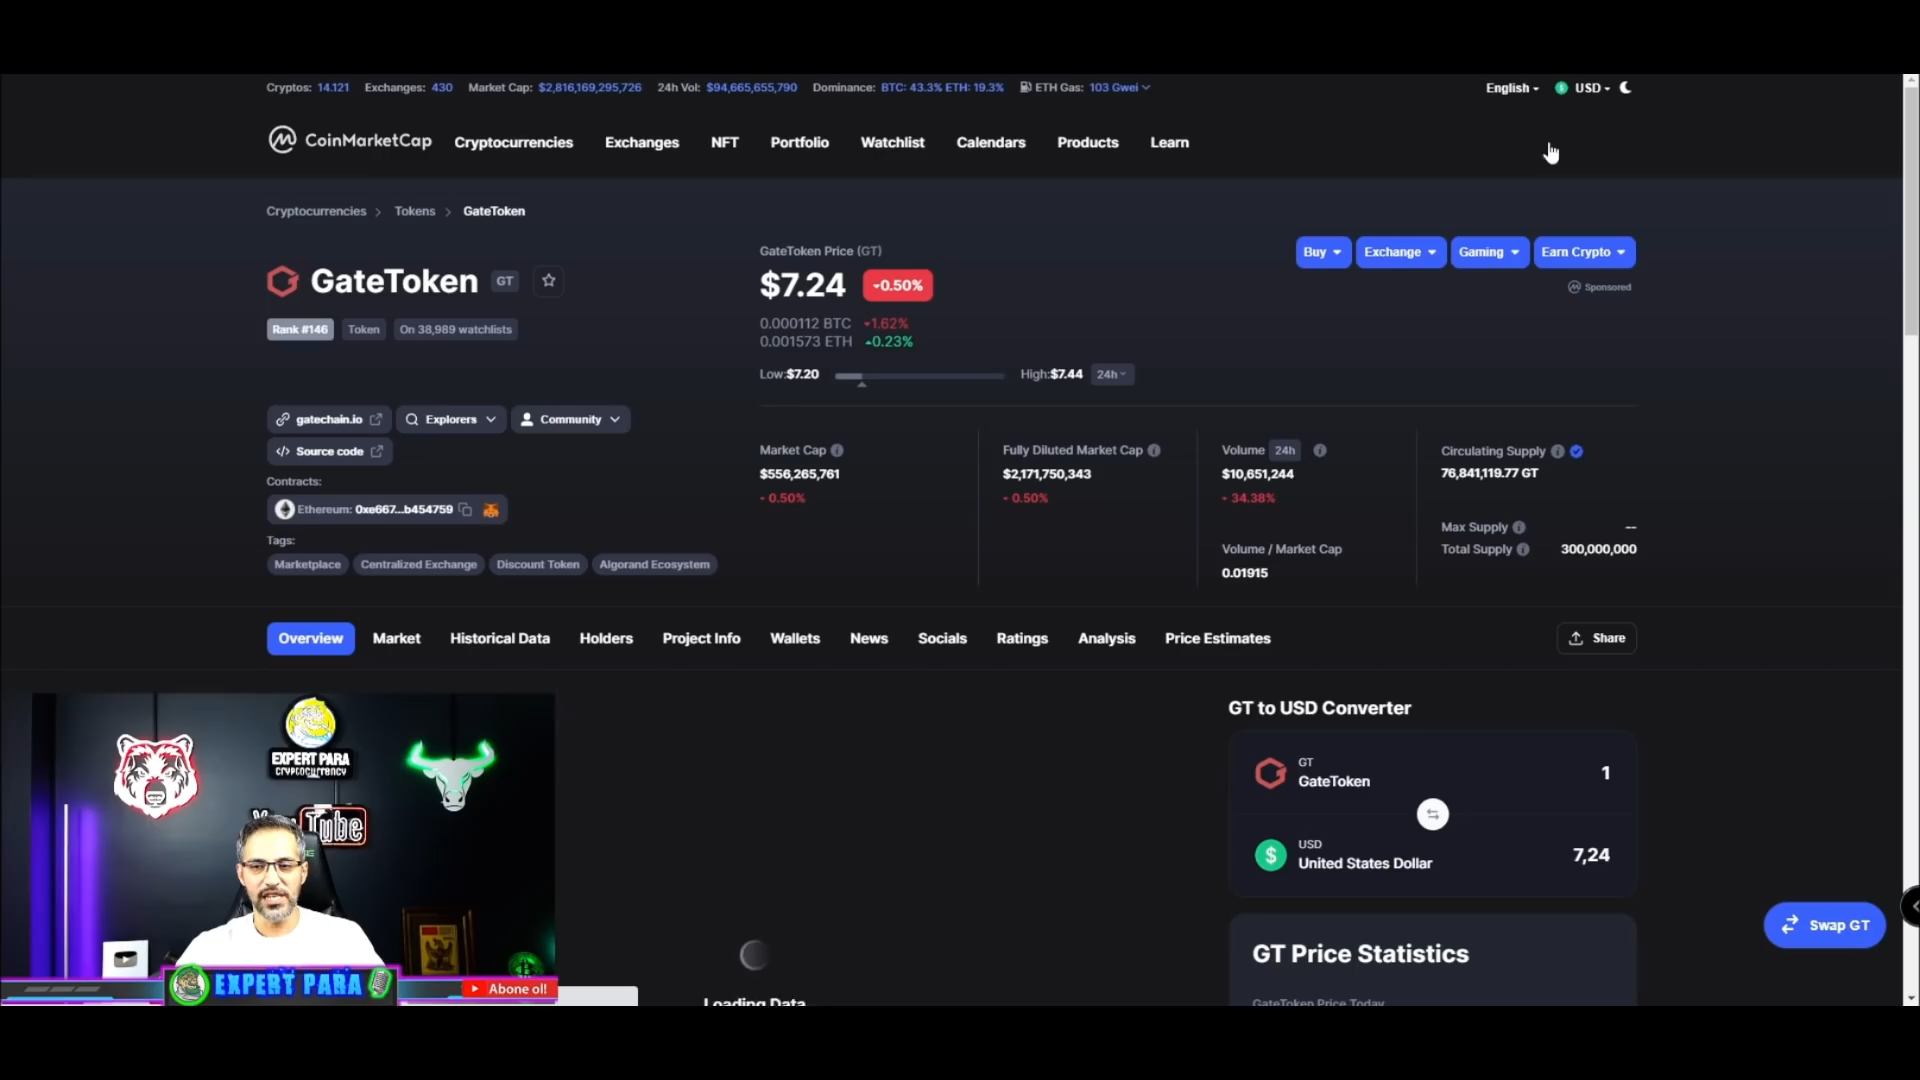 Cryptos: 14.121 Exchanges: 430 Market Cap: $2,816,169,295,726 24h Vol: $94,665,655,790 Dominance: BTC: 43.3% ETH: 19.3% ETH Gas: 103 Gwei
English USD
CoinMarketCap Cryptocurrencies Exchanges NFT Portfolio Watchlist Calendars Products Learn
Cryptocurrencies > Tokens > GateToken
GateToken GT
Rank #146 Token On 38,989 watchlists
gatechain.io Explorers Community
Source code
Contracts:
Ethereum: 0xe667...b454759
Tags:
Marketplace Centralized Exchange Discount Token Algorand Ecosystem
GateToken Price (GT)
$7.24 -0.50%
0.000112 BTC -1.62%
0.001573 ETH 0.23%
Low:$7.20 High:$7.44 24h
Buy Exchange Gaming Earn Crypto
Sponsored
Market Cap
$556,265,761
0.50%
Fully Diluted Market Cap
$2,171,750,343
0.50%
Volume 24h
$10,651,244
34.38%
Volume / Market Cap
0.01915
Circulating Supply
76,841,119.77 GT
Max Supply --
Total Supply 300,000,000
Overview Market Historical Data Holders Project Info Wallets News Socials Ratings Analysis Price Estimates Share
GT to USD Converter
GT
GateToken 1
USD
United States Dollar 7,24
Swap GT
GT Price Statistics
GateToken Price Today
Loading Data
EXPERT PARA
CRYPTOCURRENCY
YouTube
EXPERT PARA
Abone ol!